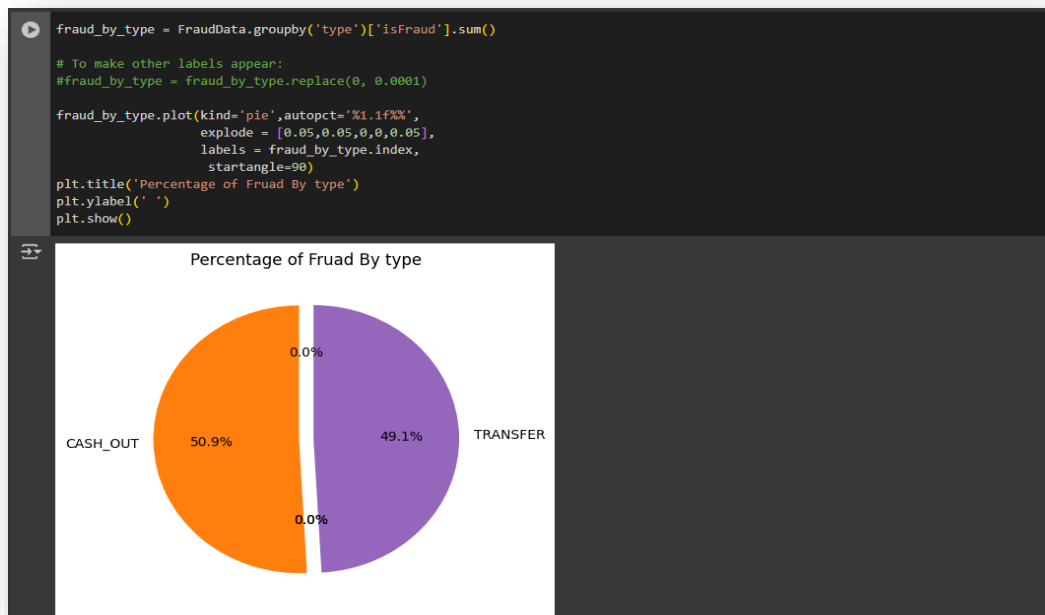 fraud_by_type = FraudData.groupby('type')['isFraud'].sum()
# To make other labels appear:
#fraud_by_type = fraud_by_type.replace(0, 0.0001)
fraud_by_type.plot(kind='pie',autopct='%1.1f%%',
explode = [0.05,0.05,0,0,0.05],
labels = fraud_by_type.index,
startangle=90)
plt.title('Percentage of Fruad By type')
plt.ylabel(' ')
plt.show()
Percentage of Fruad By type
0.0%
CASH_OUT
50.9%
49.1%
TRANSFER
0.0%